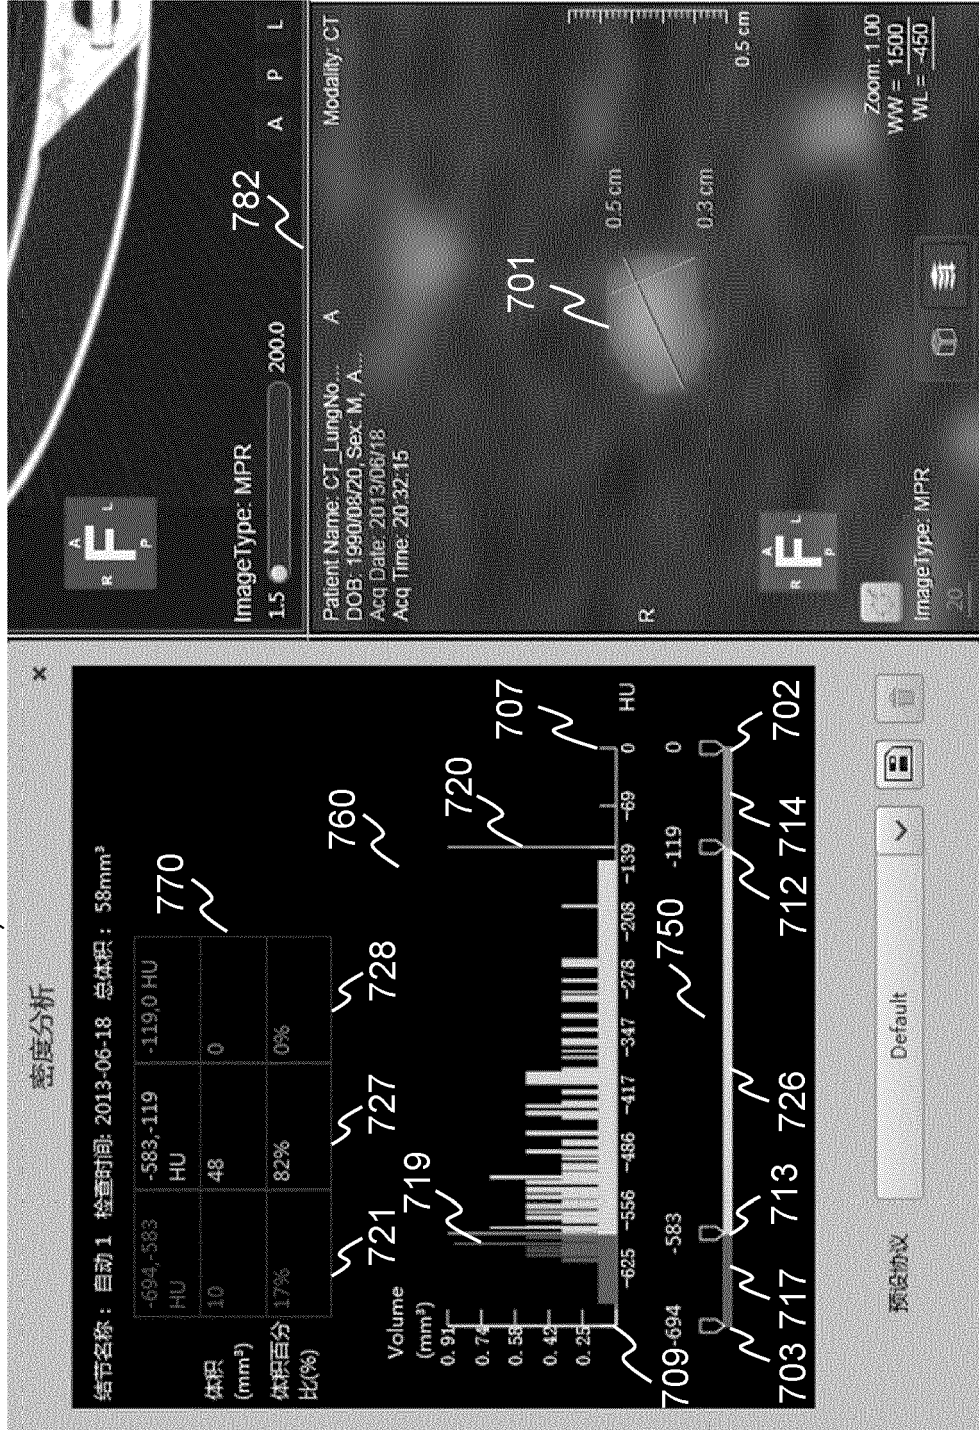 密度分析
×
结节名称： 自动 1 检查时间: 2013-06-18 总体积： 58mm³
-694,-583 HU
-583,-119 HU
-119,0 HU
体积 (mm³)
10
48
0
体积百分比(%)
17%
82%
0%
770
721
727
728
760
719
720
707
Volume (mm³)
0.91
0.74
0.58
0.42
0.25
-625
-556
-486
-417
-347
-278
-208
-139
-69
0
HU
709
-694
-583
-119
0
750
703
717
713
726
712
714
702
预设协议
Default
A
R
F
L
P
ImageType: MPR
1.5
200.0
782
A
P
L
Patient Name: CT_LungNo...
A
Modality: CT
DOB: 1990/08/20, Sex: M, A...
Acq Date: 2013/06/18
Acq Time: 20:32:15
701
0.5 cm
0.3 cm
0.5 cm
R
A
R
F
L
P
ImageType: MPR
20
Zoom: 1.00
WW = 1500
WL = -450